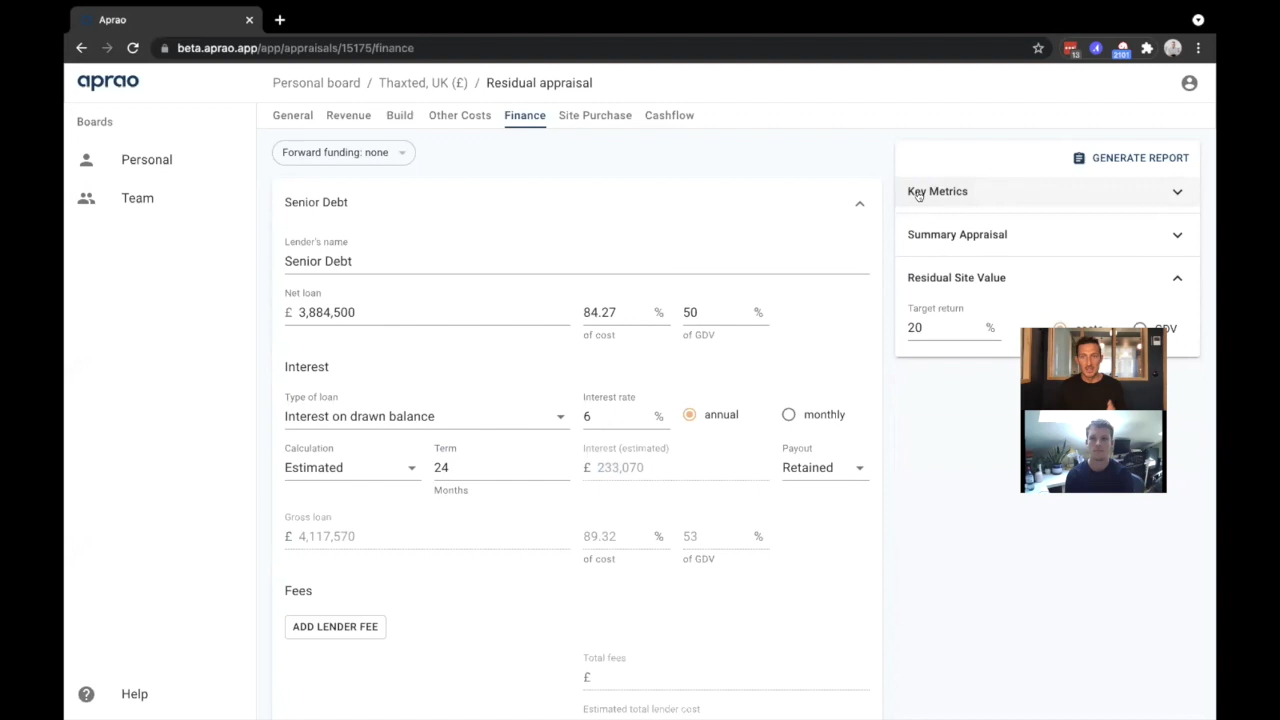 Aprao
beta.aprao.app/app/appraisals/15175/finance
13
2101
aprao
Personal board / Thaxted, UK (£) / Residual appraisal
Boards
Personal
Team
Help
General Revenue Build Other Costs Finance Site Purchase Cashflow
Forward funding: none
Senior Debt
Lender's name
Senior Debt
Net loan
£ 3,884,500 84.27 % 50 %
of cost of GDV
Interest
Type of loan Interest rate
Interest on drawn balance 6 % annual monthly
Calculation Term Interest (estimated) Payout
Estimated 24 £ 233,070 Retained
Months
Gross loan
£ 4,117,570 89.32 % 53 %
of cost of GDV
Fees
ADD LENDER FEE
Total fees
£
Estimated total lender cost
GENERATE REPORT
Key Metrics
Summary Appraisal
Residual Site Value
Target return
20 %